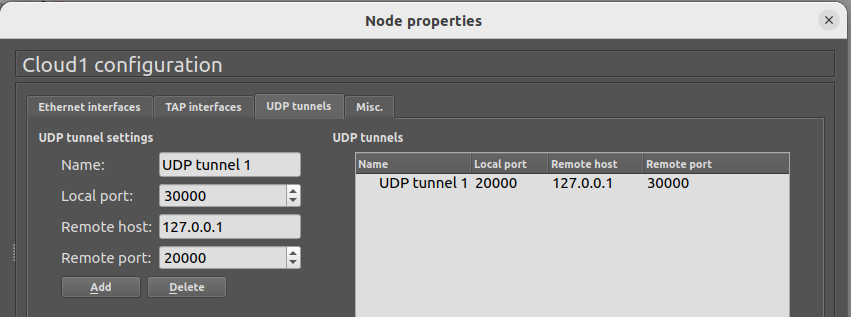 Node properties
Cloud1 configuration
Ethernet interfaces TAP interfaces UDP tunnels Misc.
UDP tunnel settings
Name: UDP tunnel 1
Local port: 30000
Remote host: 127.0.0.1
Remote port: 20000
Add Delete
UDP tunnels
Name Local port Remote host Remote port
UDP tunnel 1 20000 127.0.0.1 30000